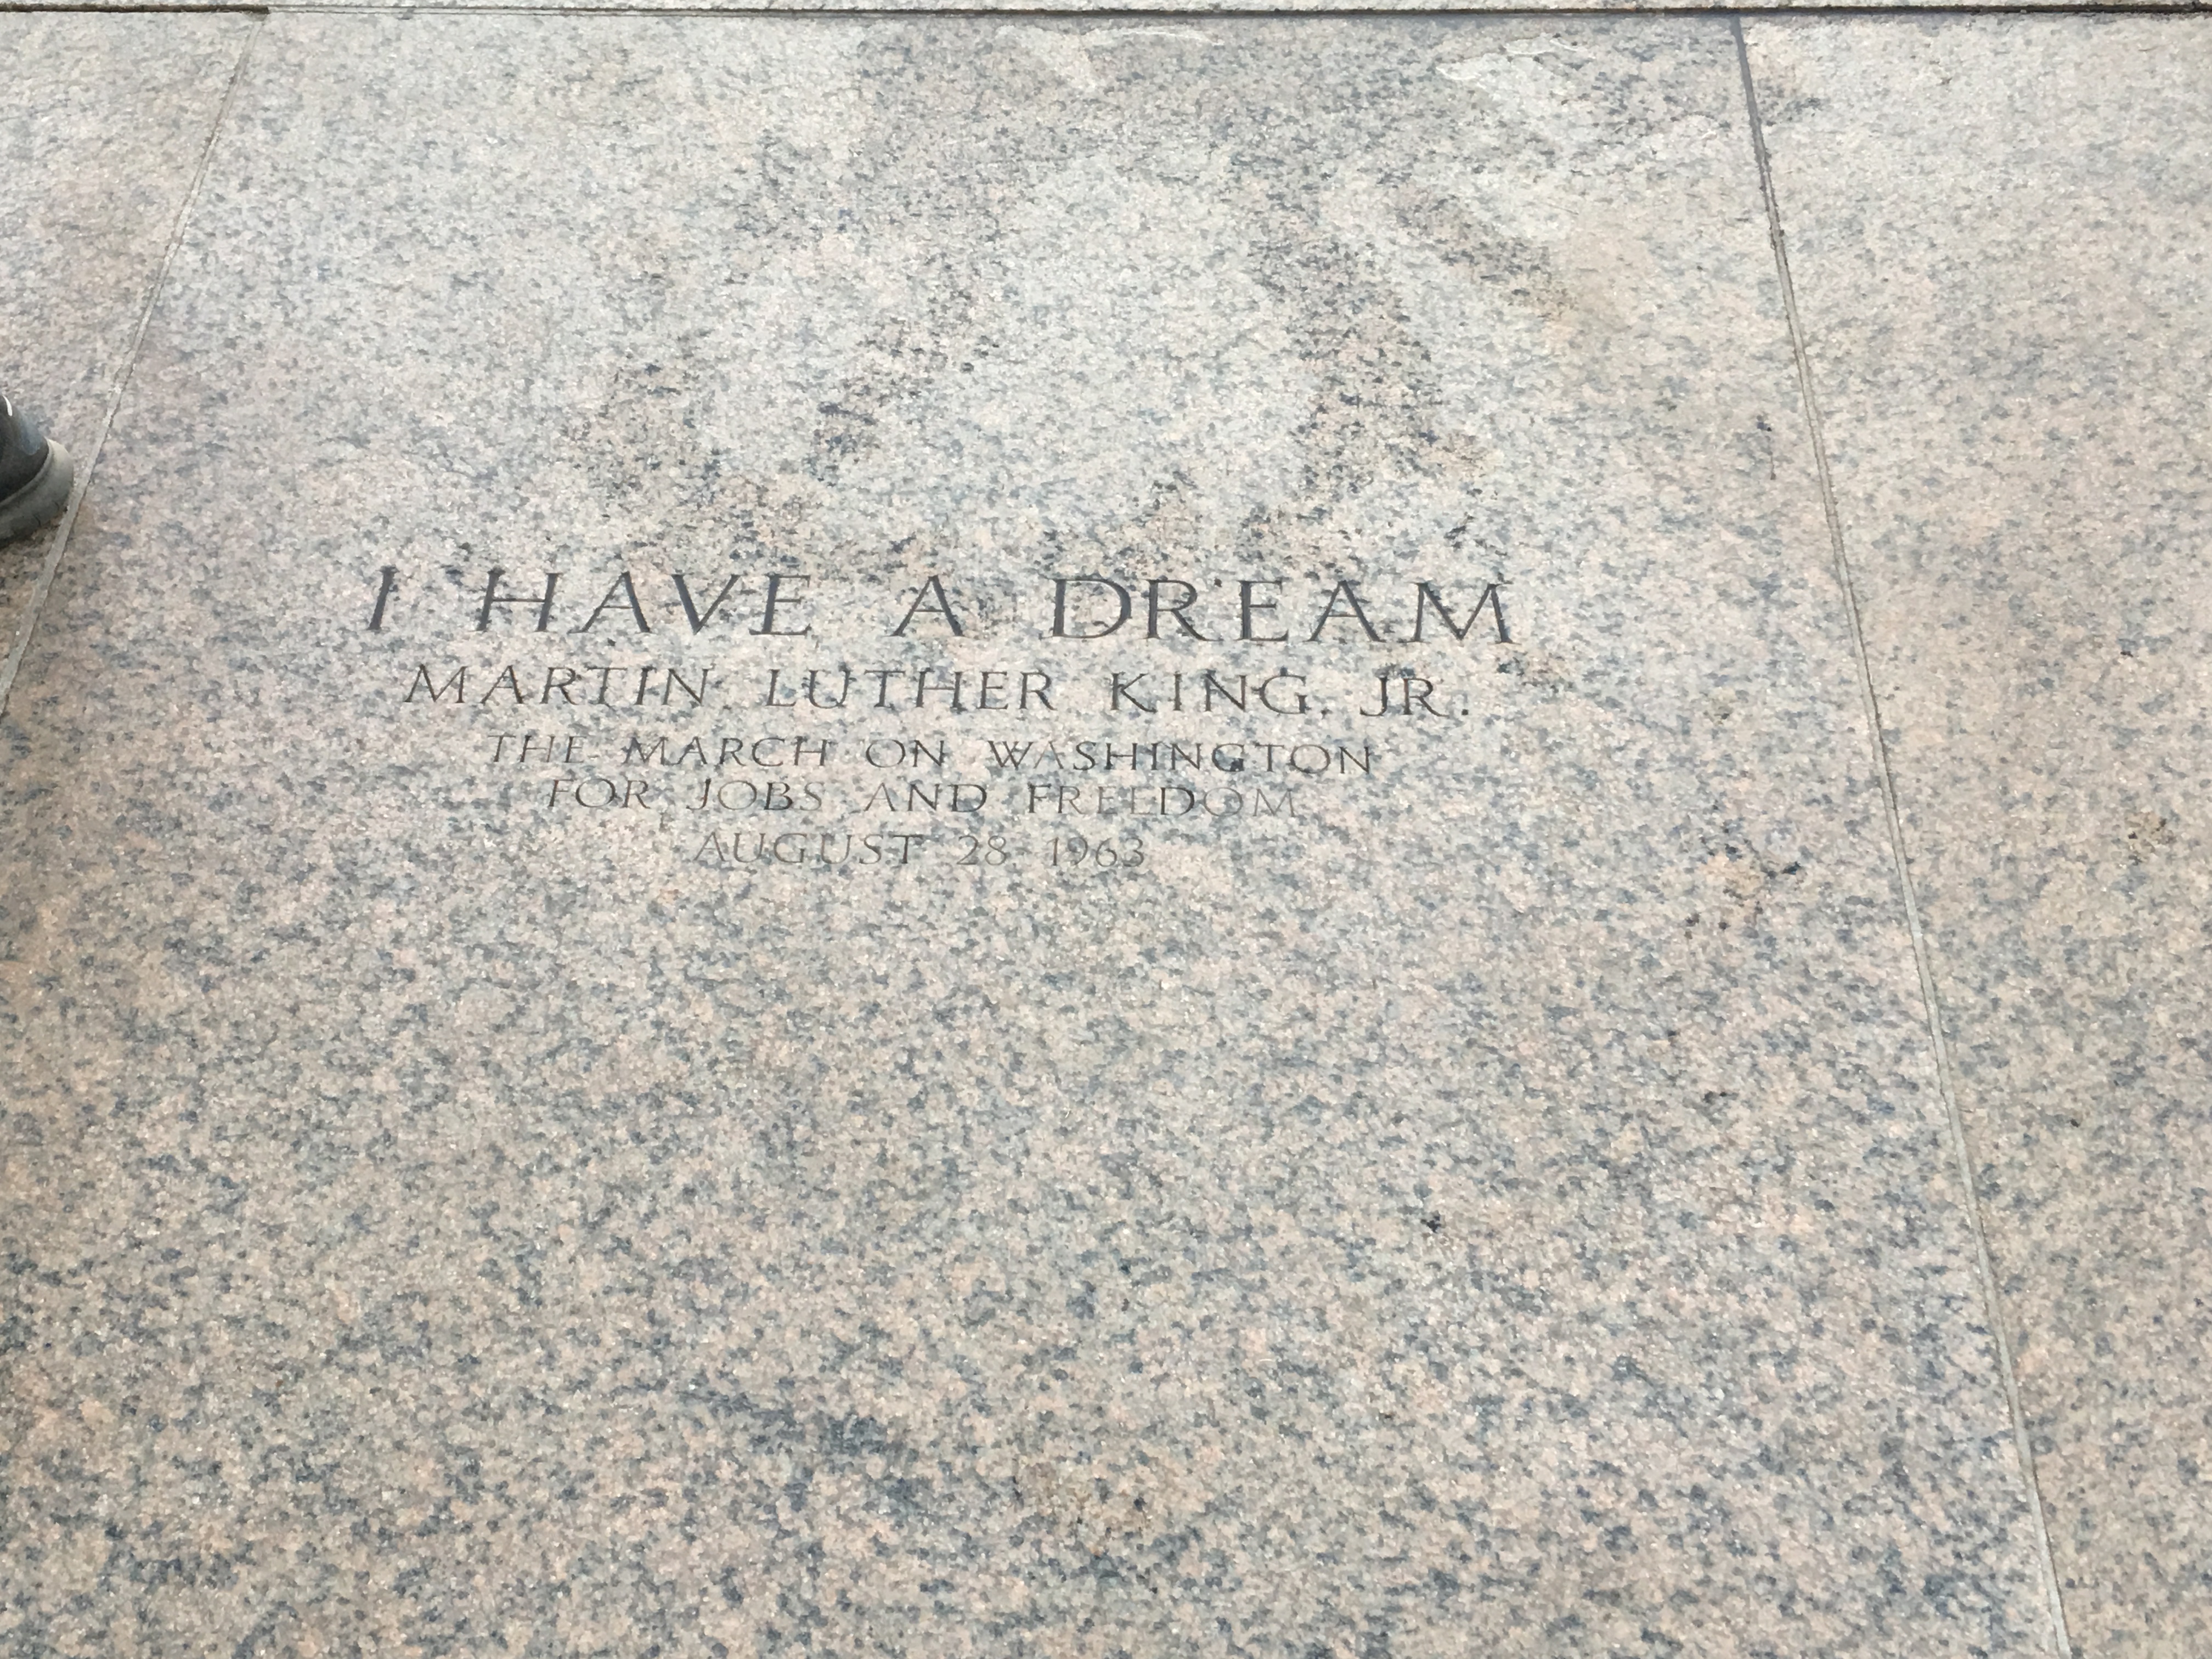 I HAVE A DREAM
MARTIN LUTHER KING, JR.
THE MARCH ON WASHINGTON
FOR JOBS AND FREEDOM
AUGUST 28 1963